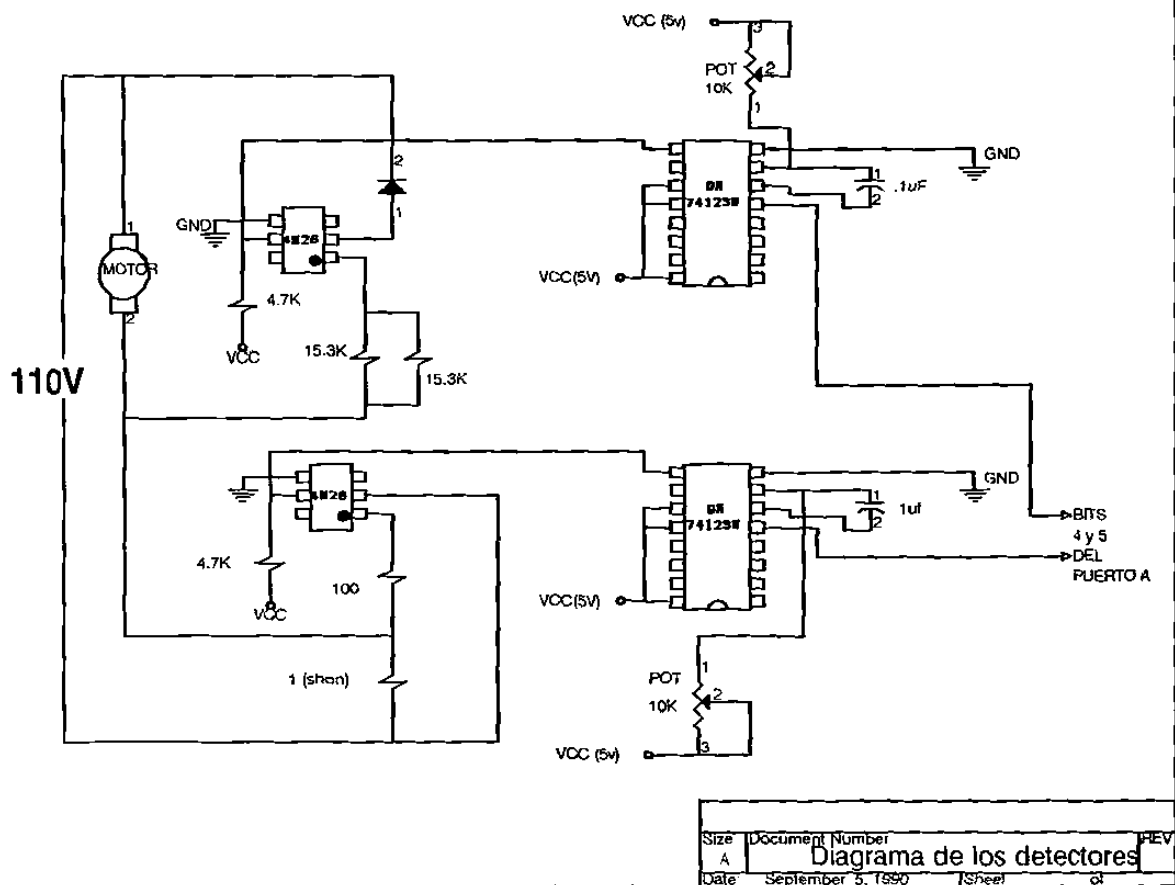 VCC (5v)
3
POT
2
10K
1
GND
2
1
.1uF
2
DM
74123N
1
GND
4N26
1
MOTOR
VCC(5V)
4.7K
2
VCC
15.3K
15.3K
110V
GND
4N26
DM
74123N
1
1uf
2
BITS
4 y 5
DEL
PUERTO A
4.7K
100
VCC
VCC(5V)
1 (shon)
1
POT
2
10K
3
VCC (5v)
Size
Document Number
REV
A
Diagrama de los detectores
Date:
September 5, 1990
Sheet
of